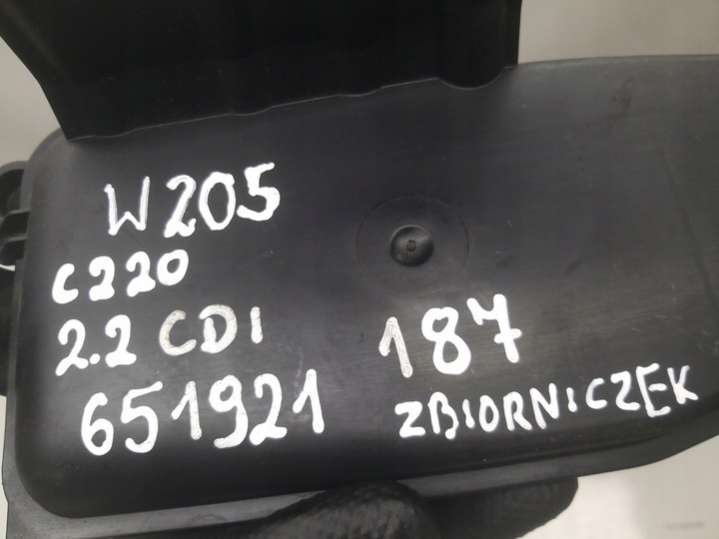 W205
C220
2.2 CDI
651921
187
ZBIORNICZEK